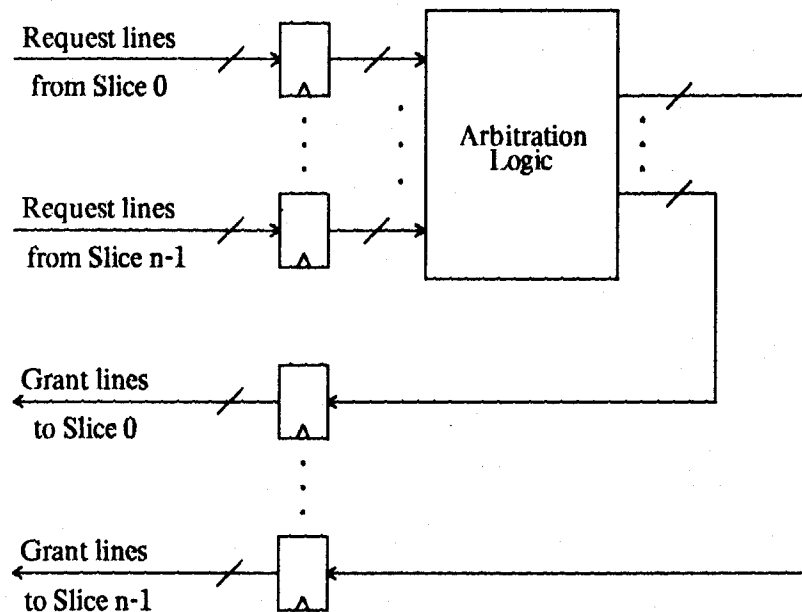 Request lines
from Slice 0
Arbitration
Logic
Request lines
from Slice n-1
Grant lines
to Slice 0
Grant lines
to Slice n-1